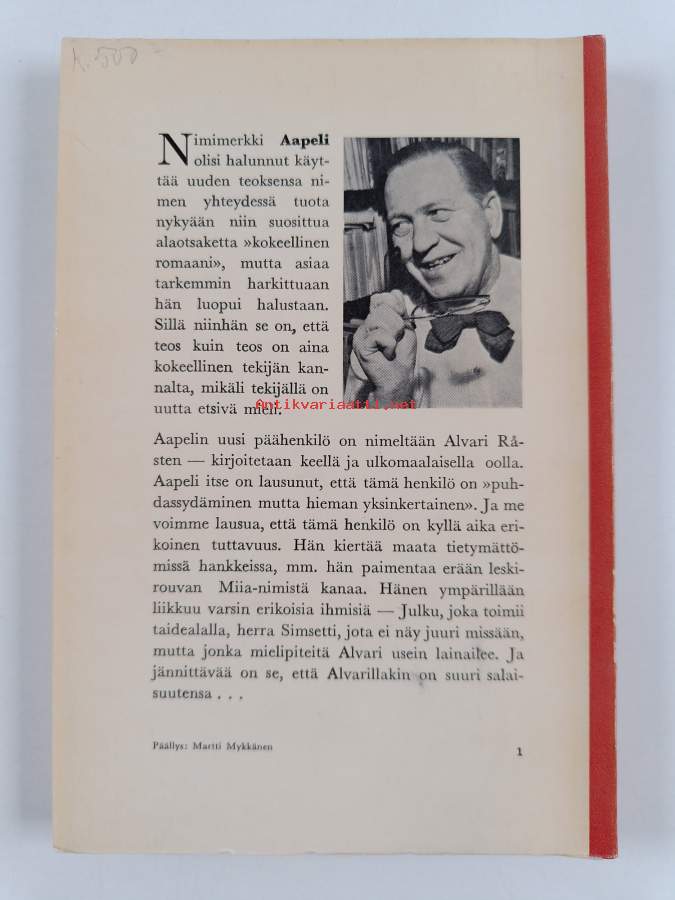 k. 500
Nimimerkki Aapeli
olisi halunnut käyt-
tää uuden teoksensa ni-
men yhteydessä tuota
nykyään niin suosittua
alaotsaketta »kokeellinen
romaani», mutta asiaa
tarkemmin harkittuaan
hän luopui halustaan.
Sillä niinhän se on, että
teos kuin teos on aina
kokeellinen tekijän kan-
nalta, mikäli tekijällä on
uutta etsivä mieli.
Antikvariaatit.net
Aapelin uusi päähenkilö on nimeltään Alvari Rå-
sten — kirjoitetaan keellä ja ulkomaalaisella oolla.
Aapeli itse on lausunut, että tämä henkilö on »puh-
dassydäminen mutta hieman yksinkertainen». Ja me
voimme lausua, että tämä henkilö on kyllä aika eri-
koinen tuttavuus. Hän kiertää maata tietymättö-
missä hankkeissa, mm. hän paimentaa erään leski-
rouvan Miia-nimistä kanaa. Hänen ympärillään
liikkuu varsin erikoisia ihmisiä — Julku, joka toimii
taidealalla, herra Simsetti, jota ei näy juuri missään,
mutta jonka mielipiteitä Alvari usein lainailee. Ja
jännittävää on se, että Alvarillakin on suuri salai-
suutensa . . .
Päällys: Martti Mykkänen
1